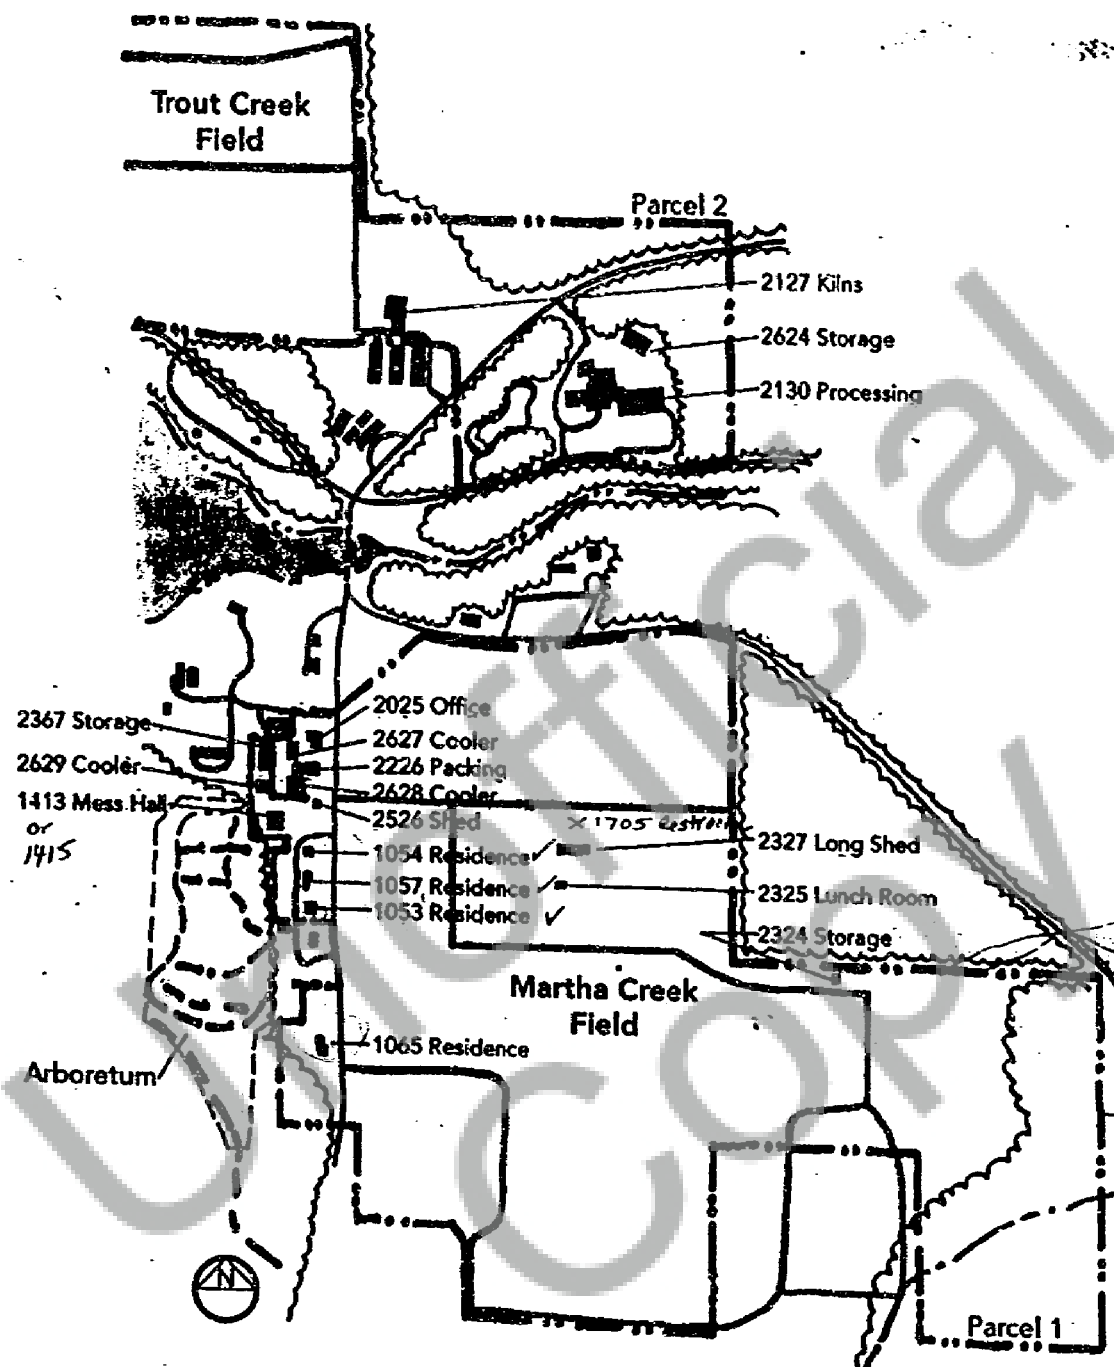 Trout Creek
Field
Parcel 2
2127 Kilns
2624 Storage
2130 Processing
2025 Office
2367 Storage
2627 Cooler
2629 Cooler
2226 Packing
2628 Cooler
1413 Mess Hall
or
1415
2526 Shed
X 1705
2327 Long Shed
1054 Residence ✓
1057 Residence ✓
2325 Lunch Room
1053 Residence ✓
2324 Storage
Martha Creek
Field
1065 Residence
Arboretum
N
Parcel 1
Unofficial
Copy